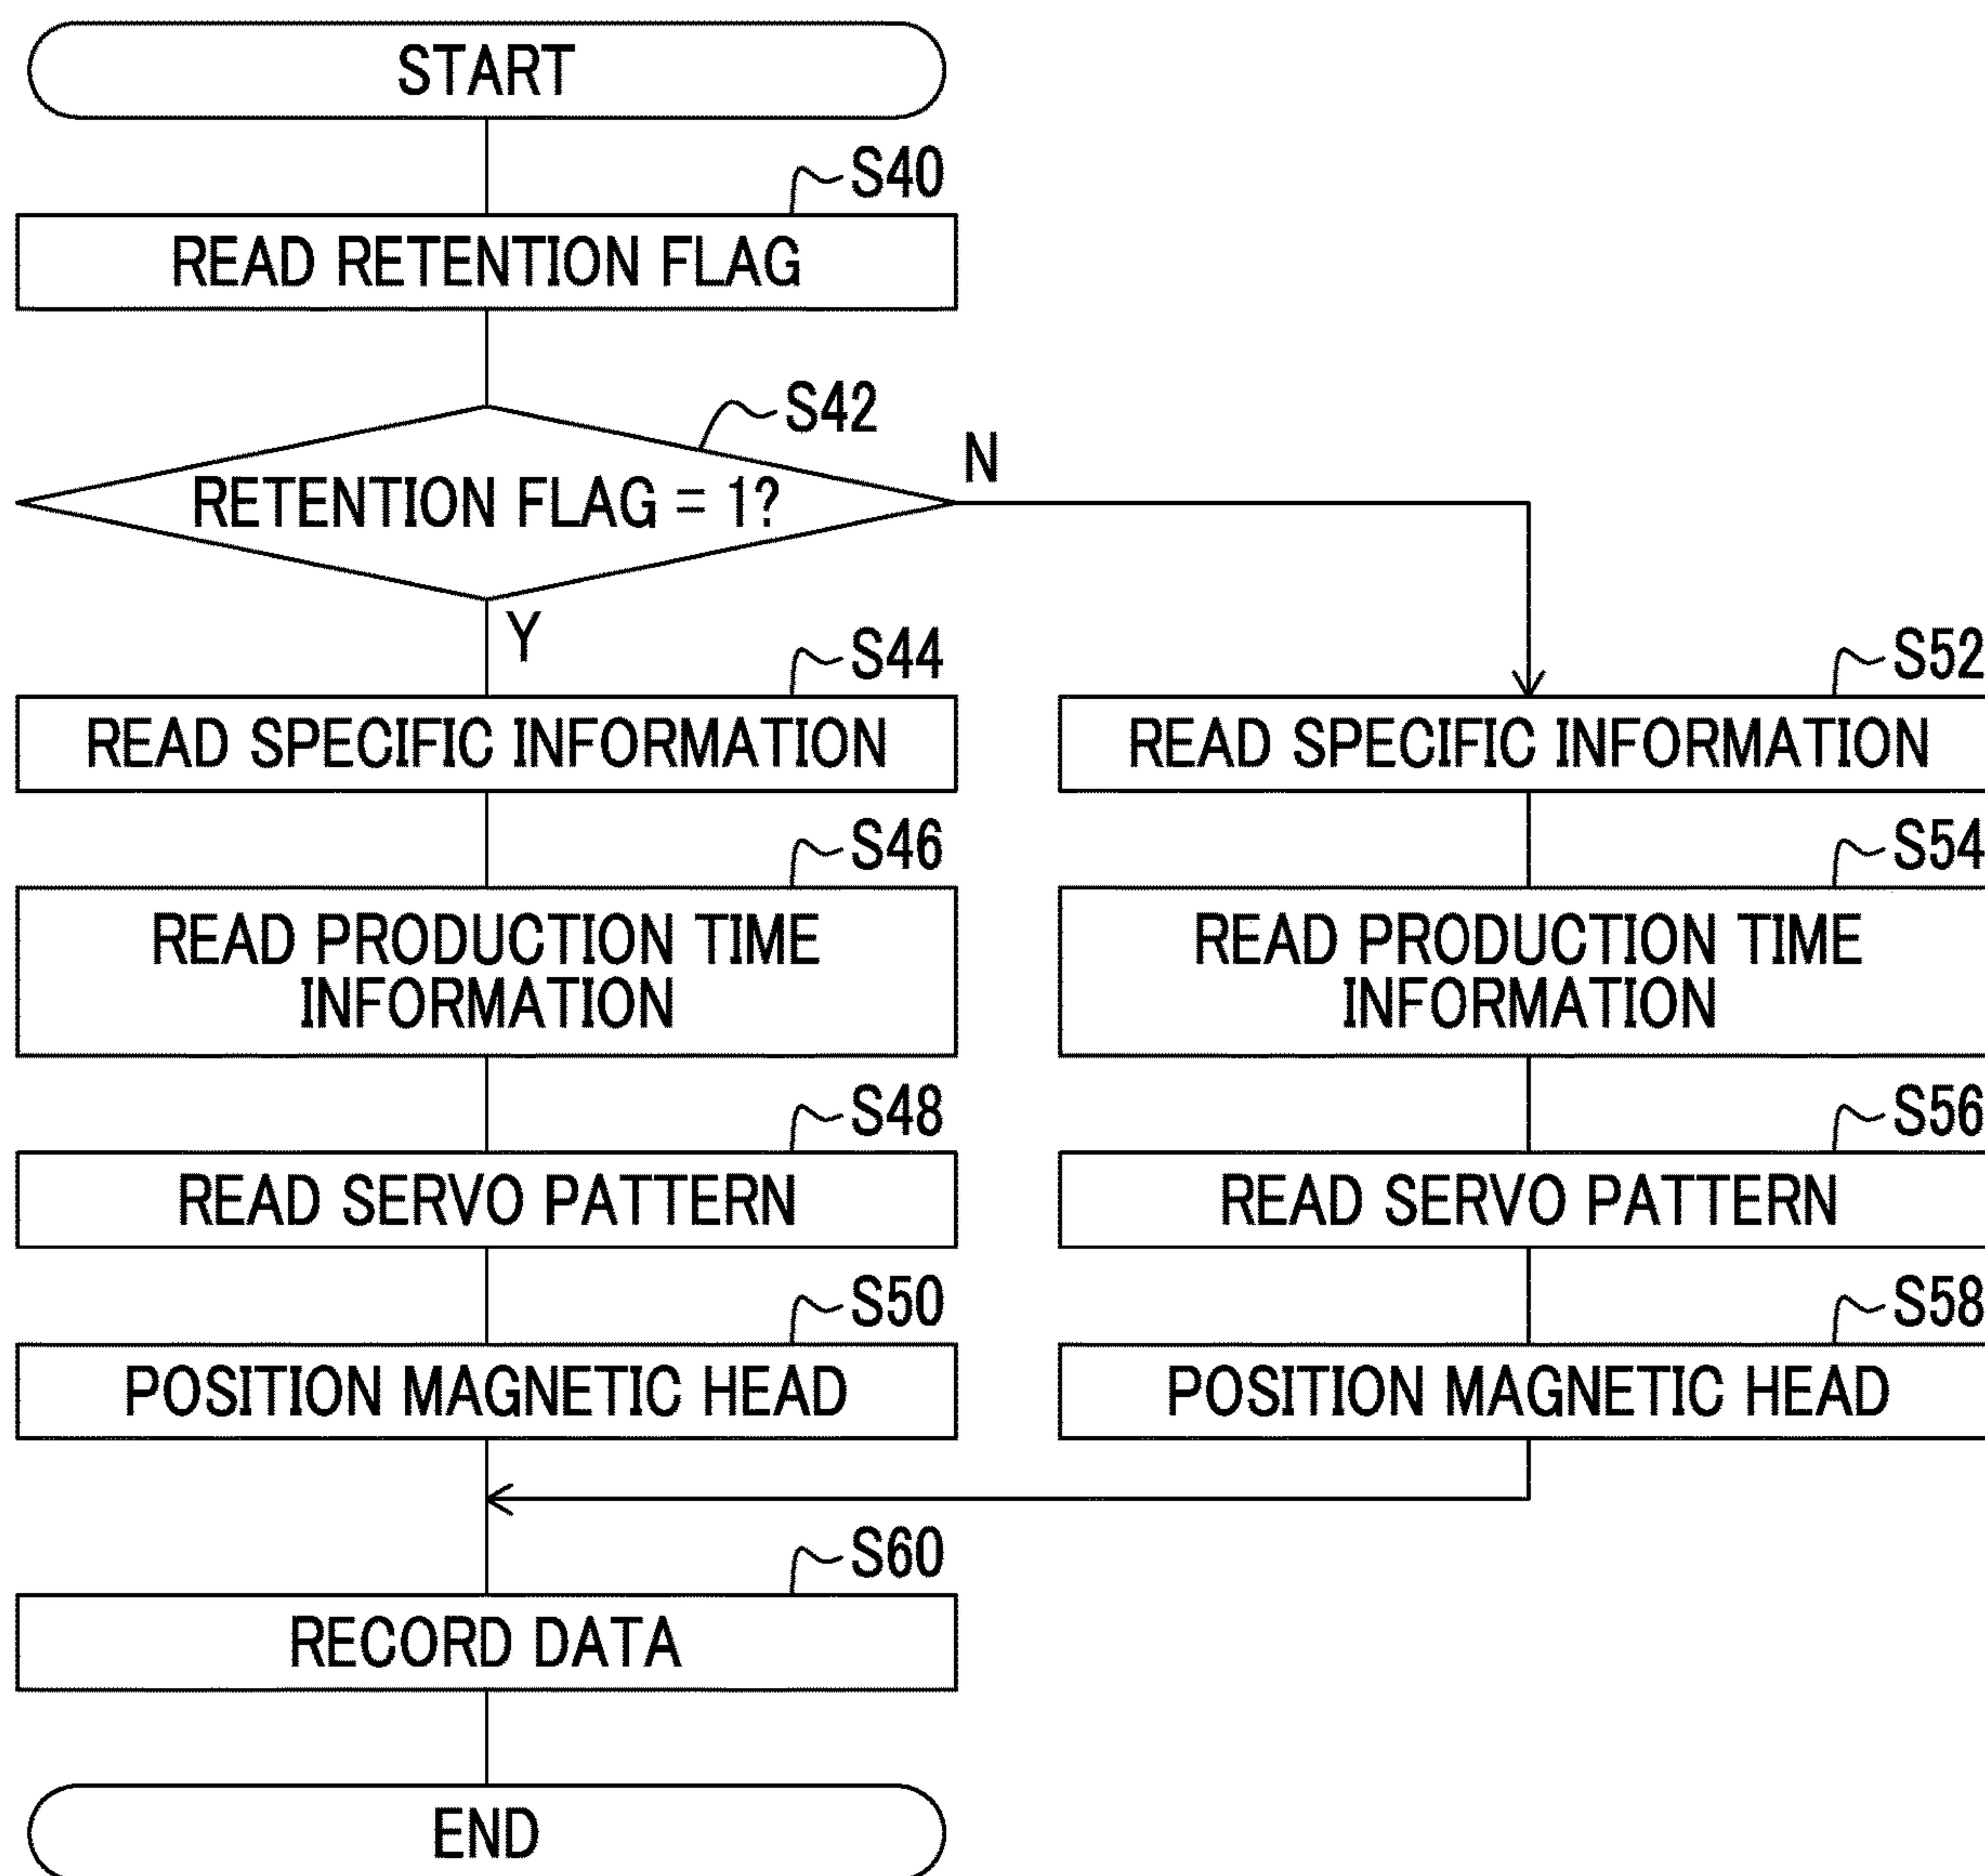 START
S40
READ RETENTION FLAG
S42
RETENTION FLAG = 1?
N
Y
S44
READ SPECIFIC INFORMATION
S46
READ PRODUCTION TIME
INFORMATION
S48
READ SERVO PATTERN
S50
POSITION MAGNETIC HEAD
S52
READ SPECIFIC INFORMATION
S54
READ PRODUCTION TIME
INFORMATION
S56
READ SERVO PATTERN
S58
POSITION MAGNETIC HEAD
S60
RECORD DATA
END